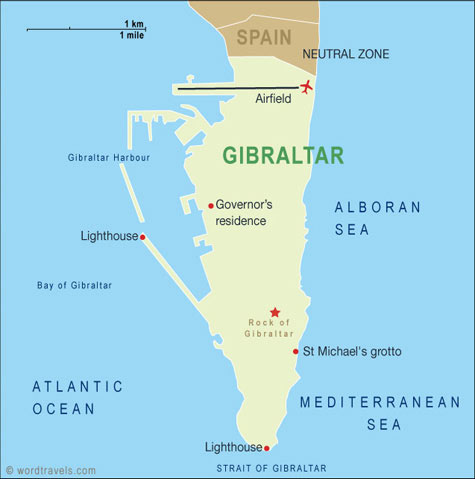 1 km
1 mile
SPAIN
NEUTRAL ZONE
Airfield
Gibraltar Harbour
GIBRALTAR
Governor's
residence
ALBORAN
SEA
Lighthouse
Bay of Gibraltar
Rock of
Gibraltar
St Michael's grotto
ATLANTIC
OCEAN
MEDITERRANEAN
SEA
Lighthouse
STRAIT OF GIBRALTAR
© wordtravels.com